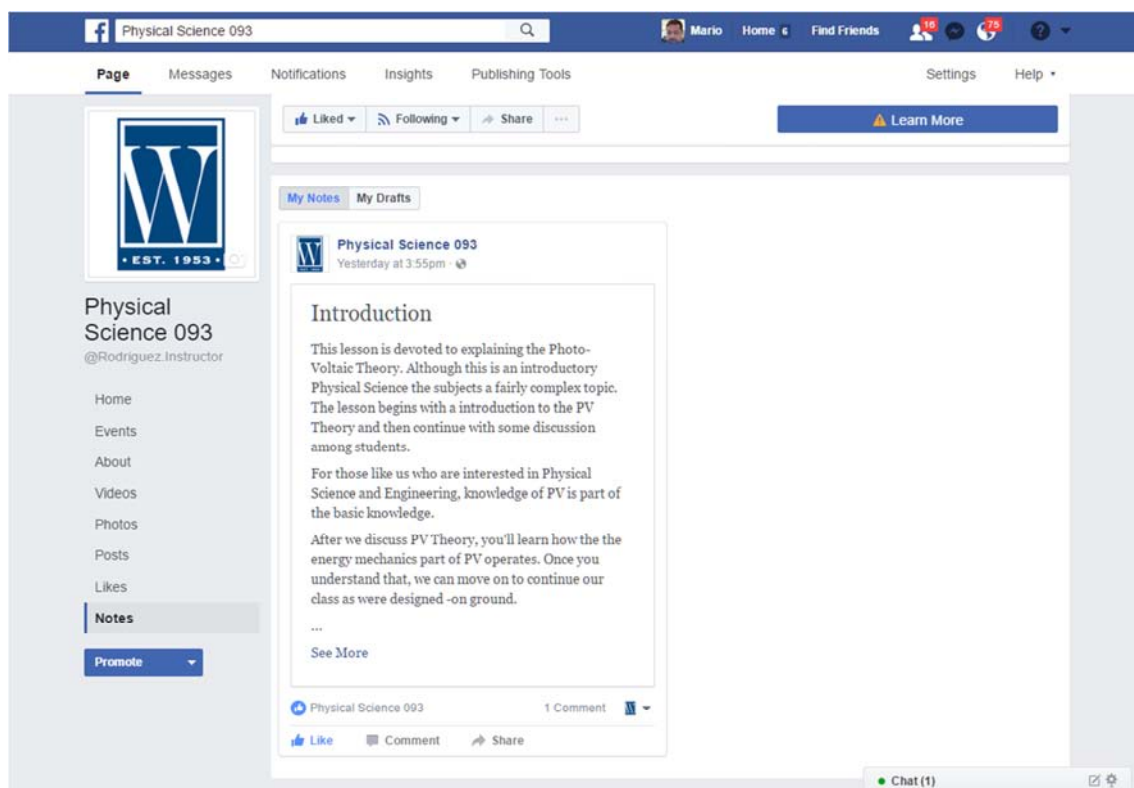 Physical Science 093
Mario Home 6 Find Friends 16 75 ?
Page Messages Notifications Insights Publishing Tools Settings Help
W
• EST. 1953 •
Physical
Science 093
@Rodriguez.Instructor
Home
Events
About
Videos
Photos
Posts
Likes
Notes
Promote
Liked Following Share ...
Learn More
My Notes My Drafts
W
Physical Science 093
Yesterday at 3:55pm ·
Introduction
This lesson is devoted to explaining the Photo-
Voltaic Theory. Although this is an introductory
Physical Science the subjects a fairly complex topic.
The lesson begins with a introduction to the PV
Theory and then continue with some discussion
among students.
For those like us who are interested in Physical
Science and Engineering, knowledge of PV is part of
the basic knowledge.
After we discuss PV Theory, you'll learn how the the
energy mechanics part of PV operates. Once you
understand that, we can move on to continue our
class as were designed -on ground.
...
See More
Physical Science 093 1 Comment
Like Comment Share
Chat (1)